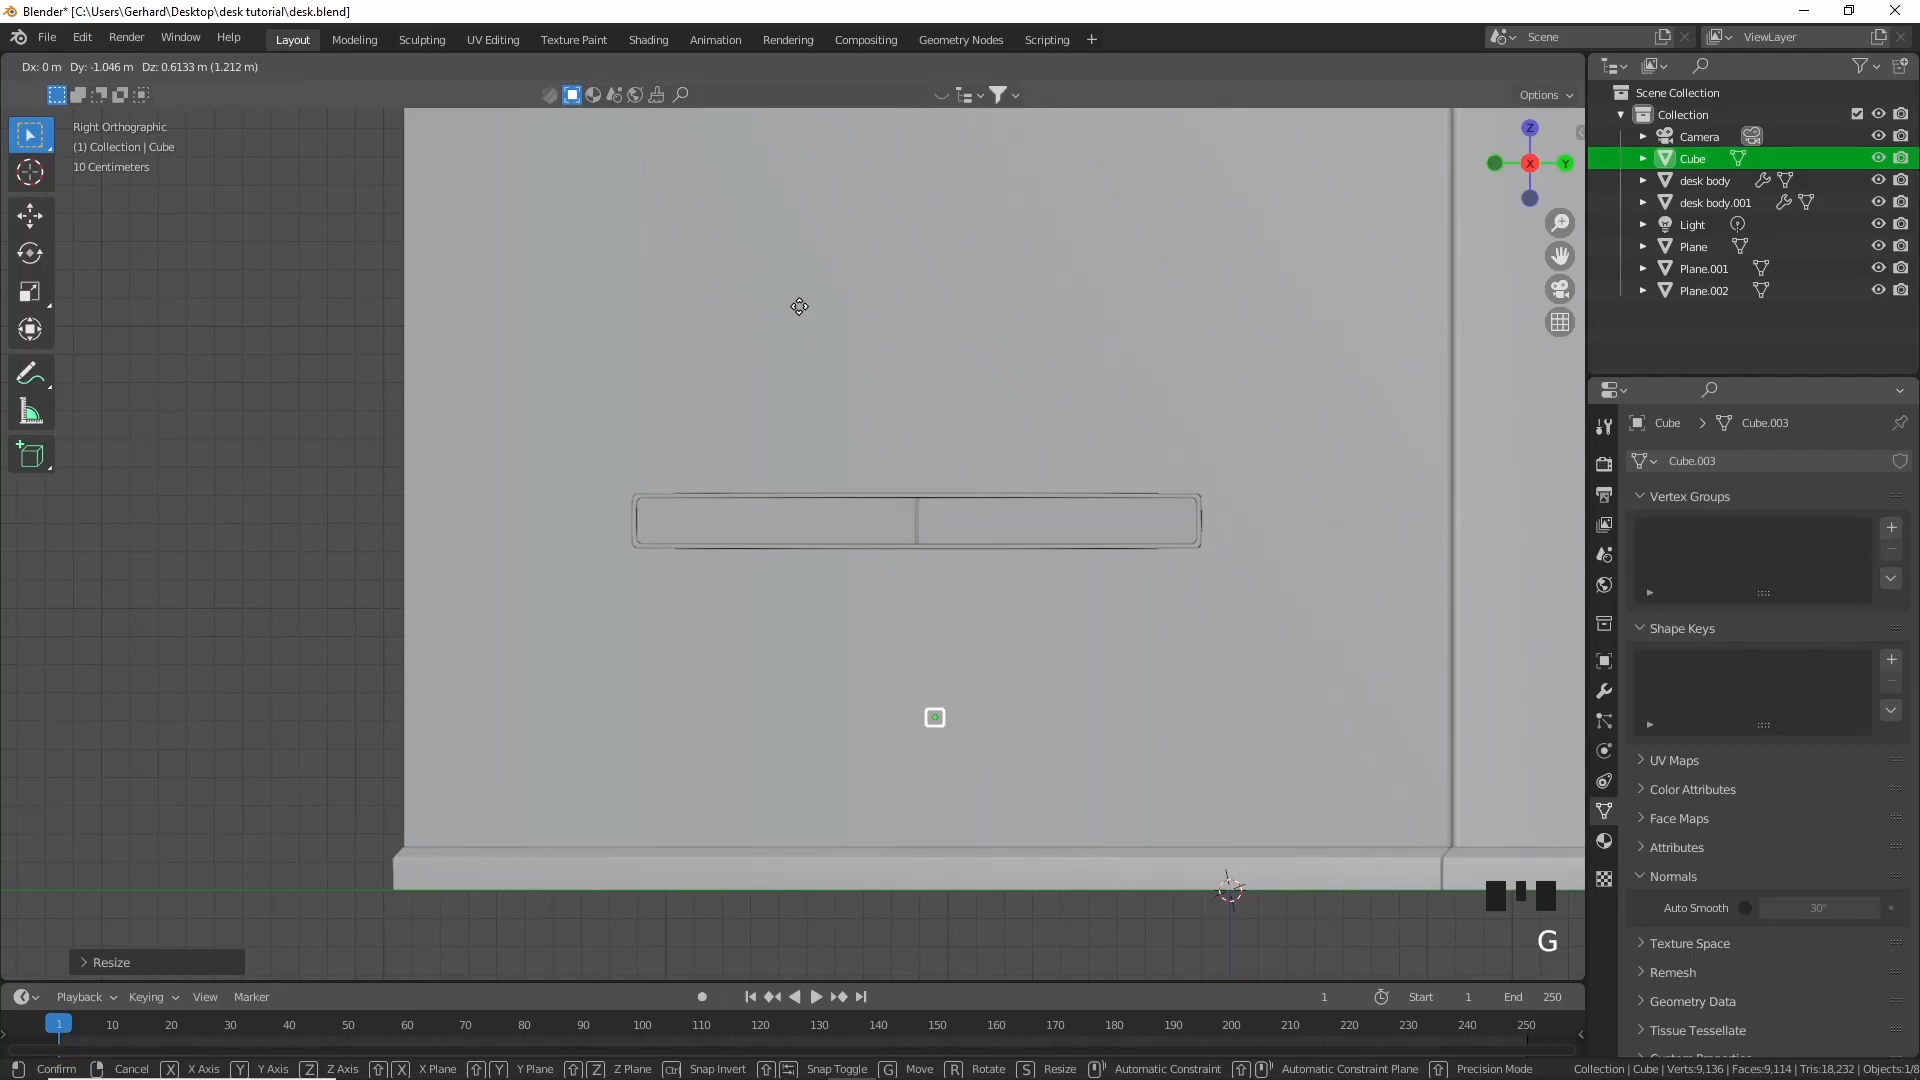 Blender* [C:\Users\Gerhard\Desktop\desk tutorial\desk.blend]
File Edit Render Window Help Layout Modeling Sculpting UV Editing Texture Paint Shading Animation Rendering Compositing Geometry Nodes Scripting + Scene ViewLayer
Dx: 0 m Dy: -1.046 m Dz: 0.6133 m (1.212 m)
Options
Right Orthographic
(1) Collection | Cube
10 Centimeters
Z
X
Y
Scene Collection
Collection
Camera
Cube
desk body
desk body.001
Light
Plane
Plane.001
Plane.002
Cube > Cube.003
Cube.003
Vertex Groups
Shape Keys
UV Maps
Color Attributes
Face Maps
Attributes
Normals
Auto Smooth 30°
Texture Space
Remesh
Geometry Data
Tissue Tessellate
G
> Resize
Playback Keying View Marker 1 Start 1 End 250
1 10 20 30 40 50 60 70 80 90 100 110 120 130 140 150 160 170 180 190 200 210 220 230 240 250
Confirm Cancel X X Axis Y Y Axis Z Z Axis X X Plane Y Y Plane Z Z Plane Ctrl Snap Invert Snap Toggle G Move R Rotate S Resize Automatic Constraint Automatic Constraint Plane Precision Mode Collection | Cube | Verts:9,136 | Faces:9,114 | Tris:18,232 | Objects:1/8